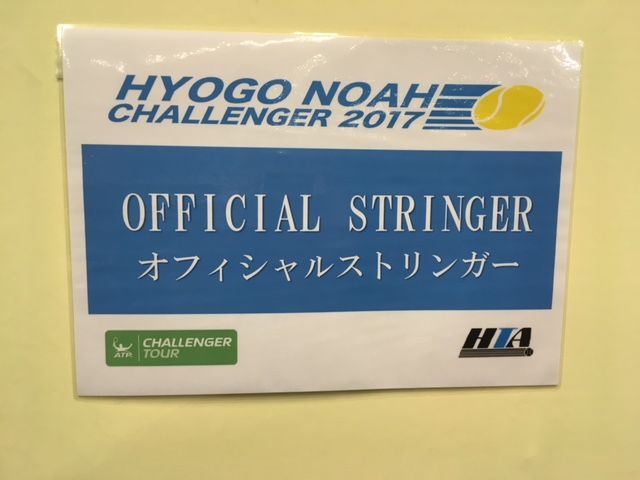 HYOGO NOAH
CHALLENGER 2017
OFFICIAL STRINGER
オフィシャルストリンガー
ATP
CHALLENGER
TOUR
HTA